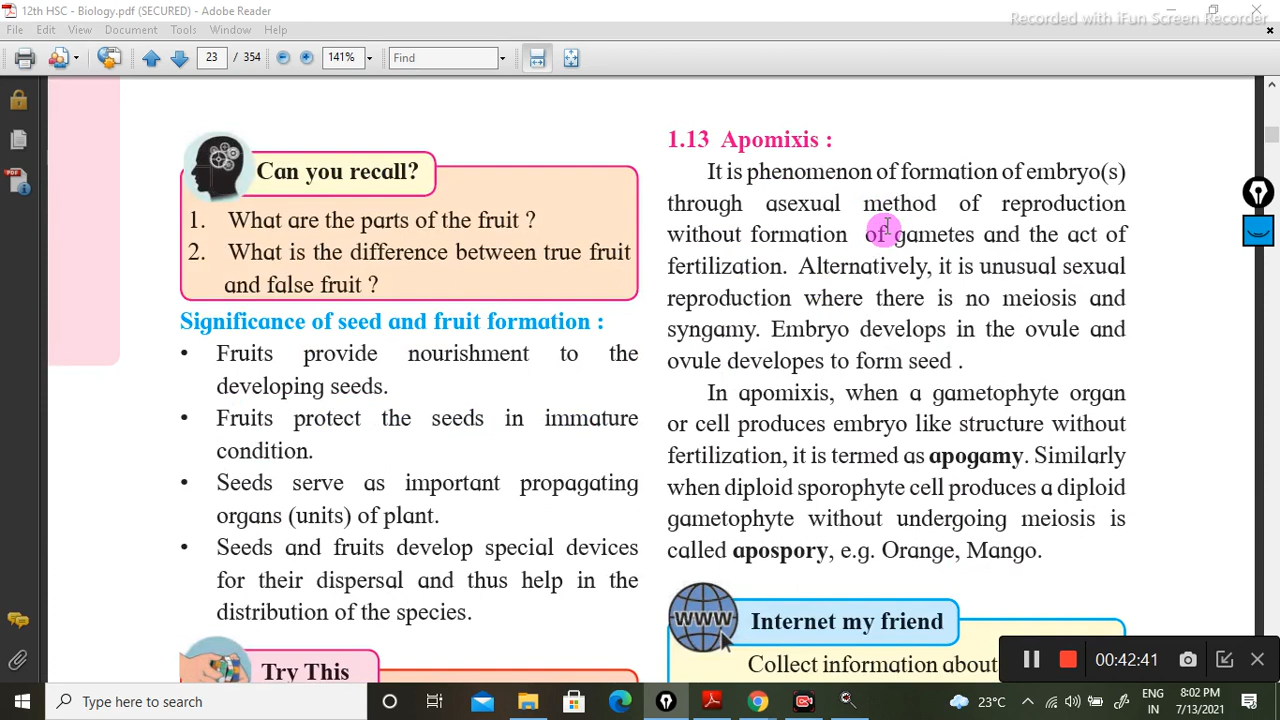 12th HSC - Biology.pdf (SECURED) - Adobe Reader
Recorded with iFun Screen Recorder
File Edit View Document Tools Window Help
23 / 354 141% Find
Can you recall?
1. What are the parts of the fruit ?
2. What is the difference between true fruit
and false fruit ?
Significance of seed and fruit formation :
• Fruits provide nourishment to the
developing seeds.
• Fruits protect the seeds in immature
condition.
• Seeds serve as important propagating
organs (units) of plant.
• Seeds and fruits develop special devices
for their dispersal and thus help in the
distribution of the species.
Try This
1.13 Apomixis :
It is phenomenon of formation of embryo(s)
through asexual method of reproduction
without formation of gametes and the act of
fertilization. Alternatively, it is unusual sexual
reproduction where there is no meiosis and
syngamy. Embryo develops in the ovule and
ovule developes to form seed .
In apomixis, when a gametophyte organ
or cell produces embryo like structure without
fertilization, it is termed as apogamy. Similarly
when diploid sporophyte cell produces a diploid
gametophyte without undergoing meiosis is
called apospory, e.g. Orange, Mango.
WWW
Internet my friend
Collect information about
00:42:41
Type here to search
23°C
ENG
IN
8:02 PM
7/13/2021